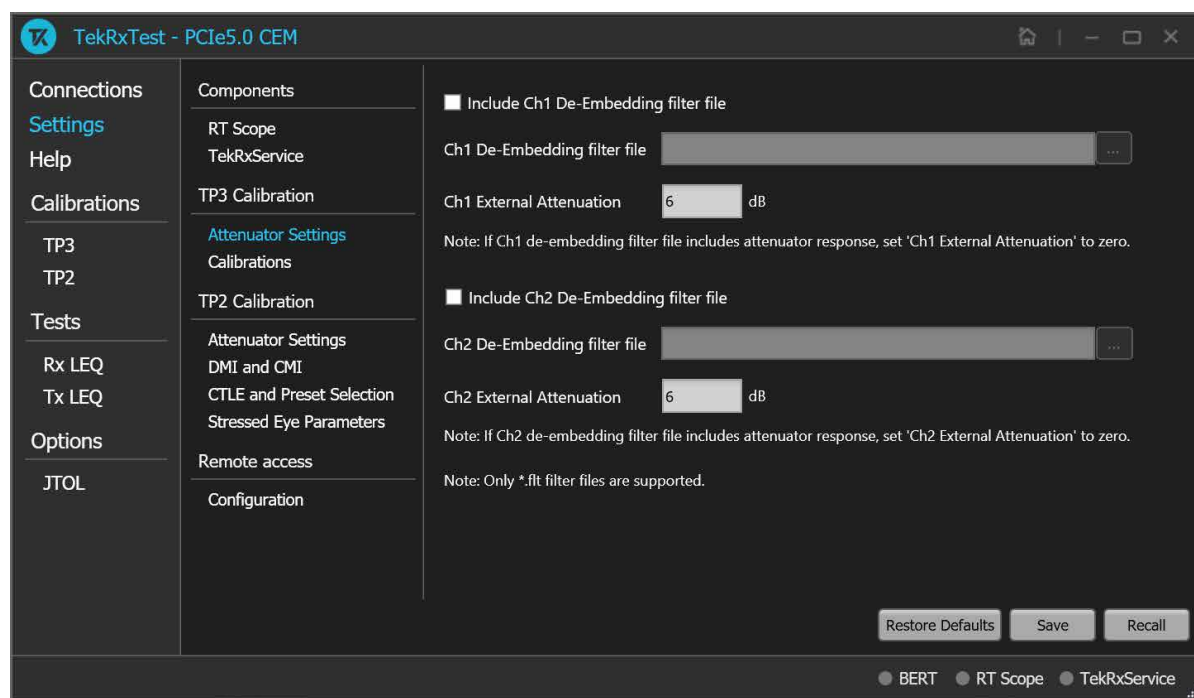 TekRxTest - PCIe5.0 CEM
Connections
Settings
Help
Calibrations
TP3
TP2
Tests
Rx LEQ
Tx LEQ
Options
JTOL
Components
RT Scope
TekRxService
TP3 Calibration
Attenuator Settings
Calibrations
TP2 Calibration
Attenuator Settings
DMI and CMI
CTLE and Preset Selection
Stressed Eye Parameters
Remote access
Configuration
Include Ch1 De-Embedding filter file
Ch1 De-Embedding filter file ...
Ch1 External Attenuation 6 dB
Note: If Ch1 de-embedding filter file includes attenuator response, set 'Ch1 External Attenuation' to zero.
Include Ch2 De-Embedding filter file
Ch2 De-Embedding filter file ...
Ch2 External Attenuation 6 dB
Note: If Ch2 de-embedding filter file includes attenuator response, set 'Ch2 External Attenuation' to zero.
Note: Only *.flt filter files are supported.
Restore Defaults Save Recall
BERT RT Scope TekRxService